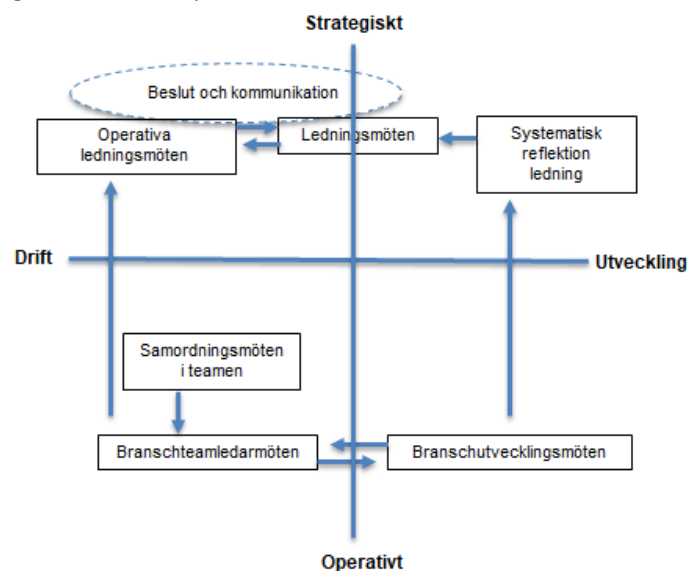 Strategiskt
Beslut och kommunikation
Operativa
ledningsmöten
Ledningsmöten
Systematisk
reflektion
ledning
Drift
Utveckling
Samordningsmöten
i teamen
Branschteamledarmöten
Branschutvecklingsmöten
Operativt